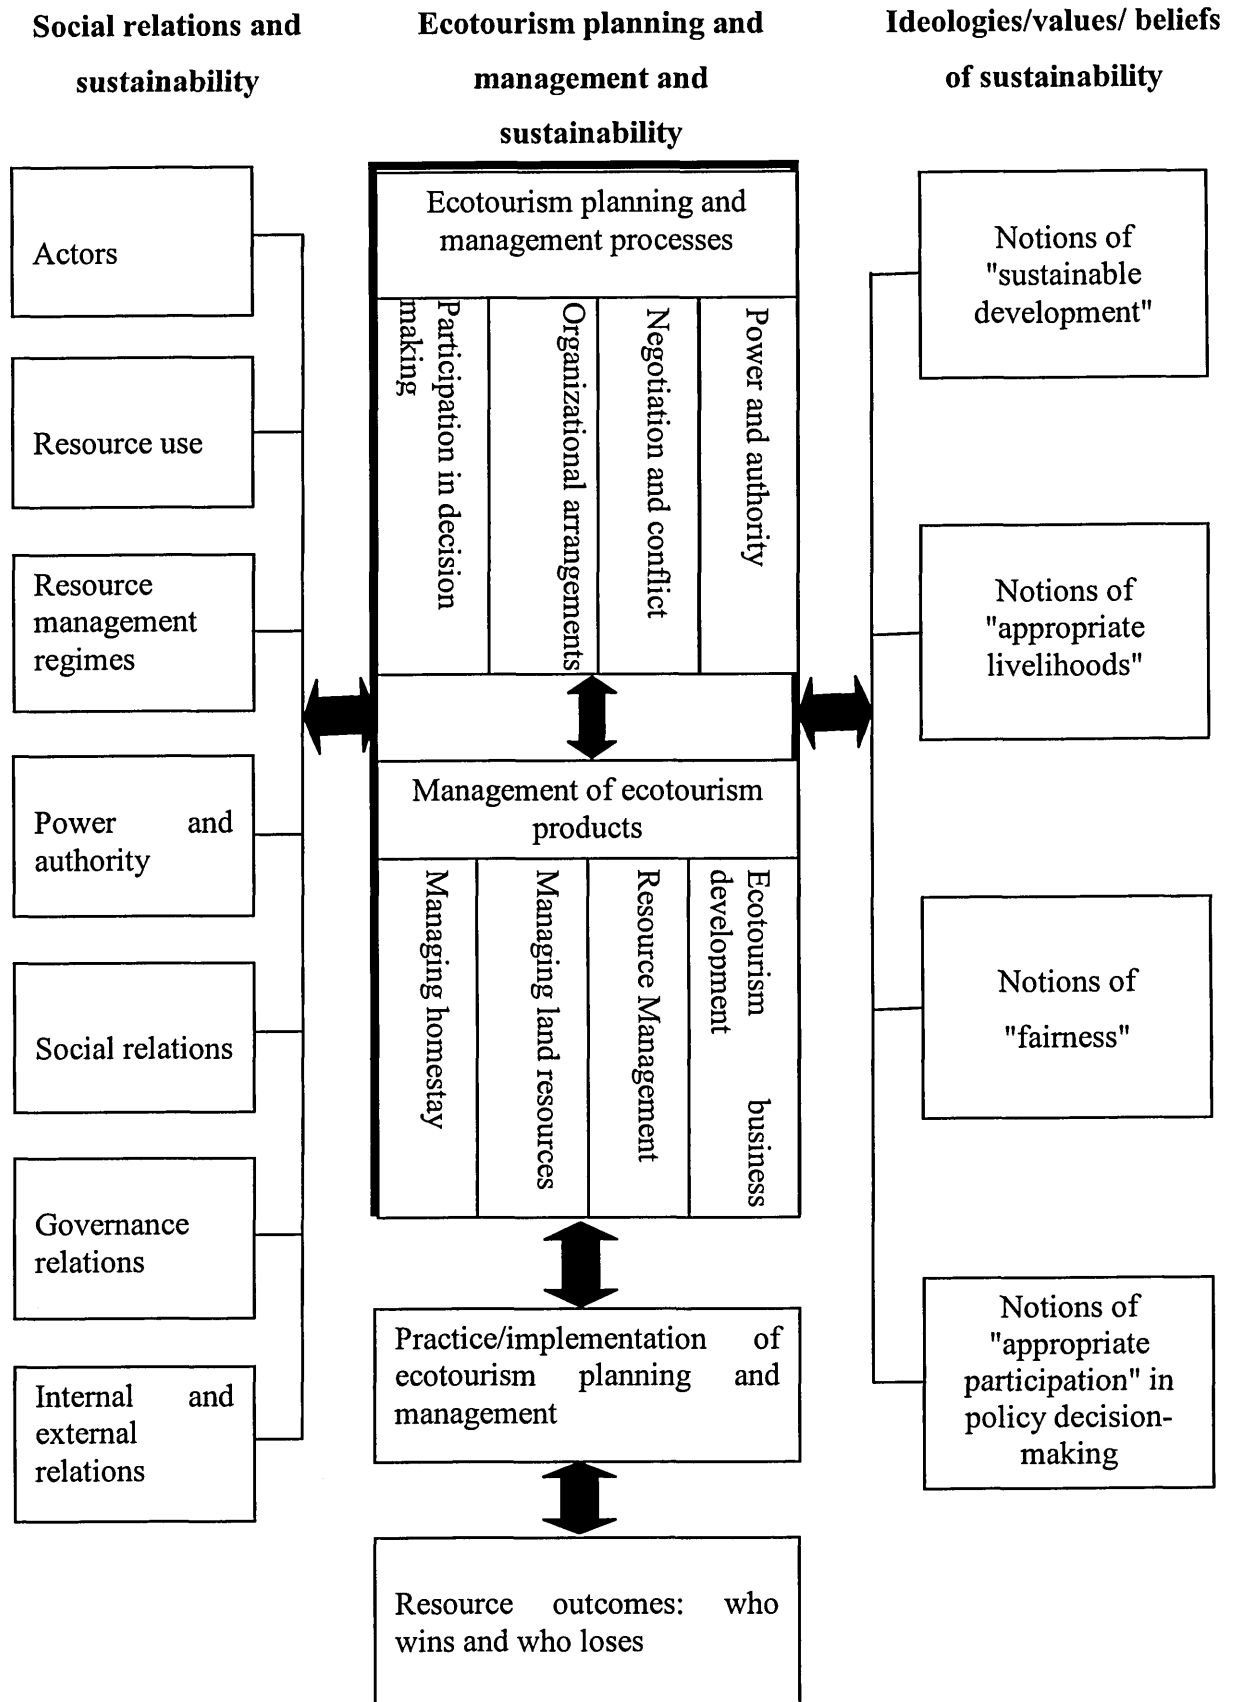 Social relations and
sustainability
Ecotourism planning and
management and
sustainability
Ideologies/values/ beliefs
of sustainability
Actors
Resource use
Resource
management
regimes
Power and
authority
Social relations
Governance
relations
Internal and
external
relations
Ecotourism planning and
management processes
Participation in decision
making
Organizational arrangements
Negotiation and conflict
Power and authority
Management of ecotourism
products
Managing homestay
Managing land resources
Resource Management
Ecotourism business
development
Practice/implementation of
ecotourism planning and
management
Resource outcomes: who
wins and who loses
Notions of
"sustainable
development"
Notions of
"appropriate
livelihoods"
Notions of
"fairness"
Notions of
"appropriate
participation" in
policy decision-
making